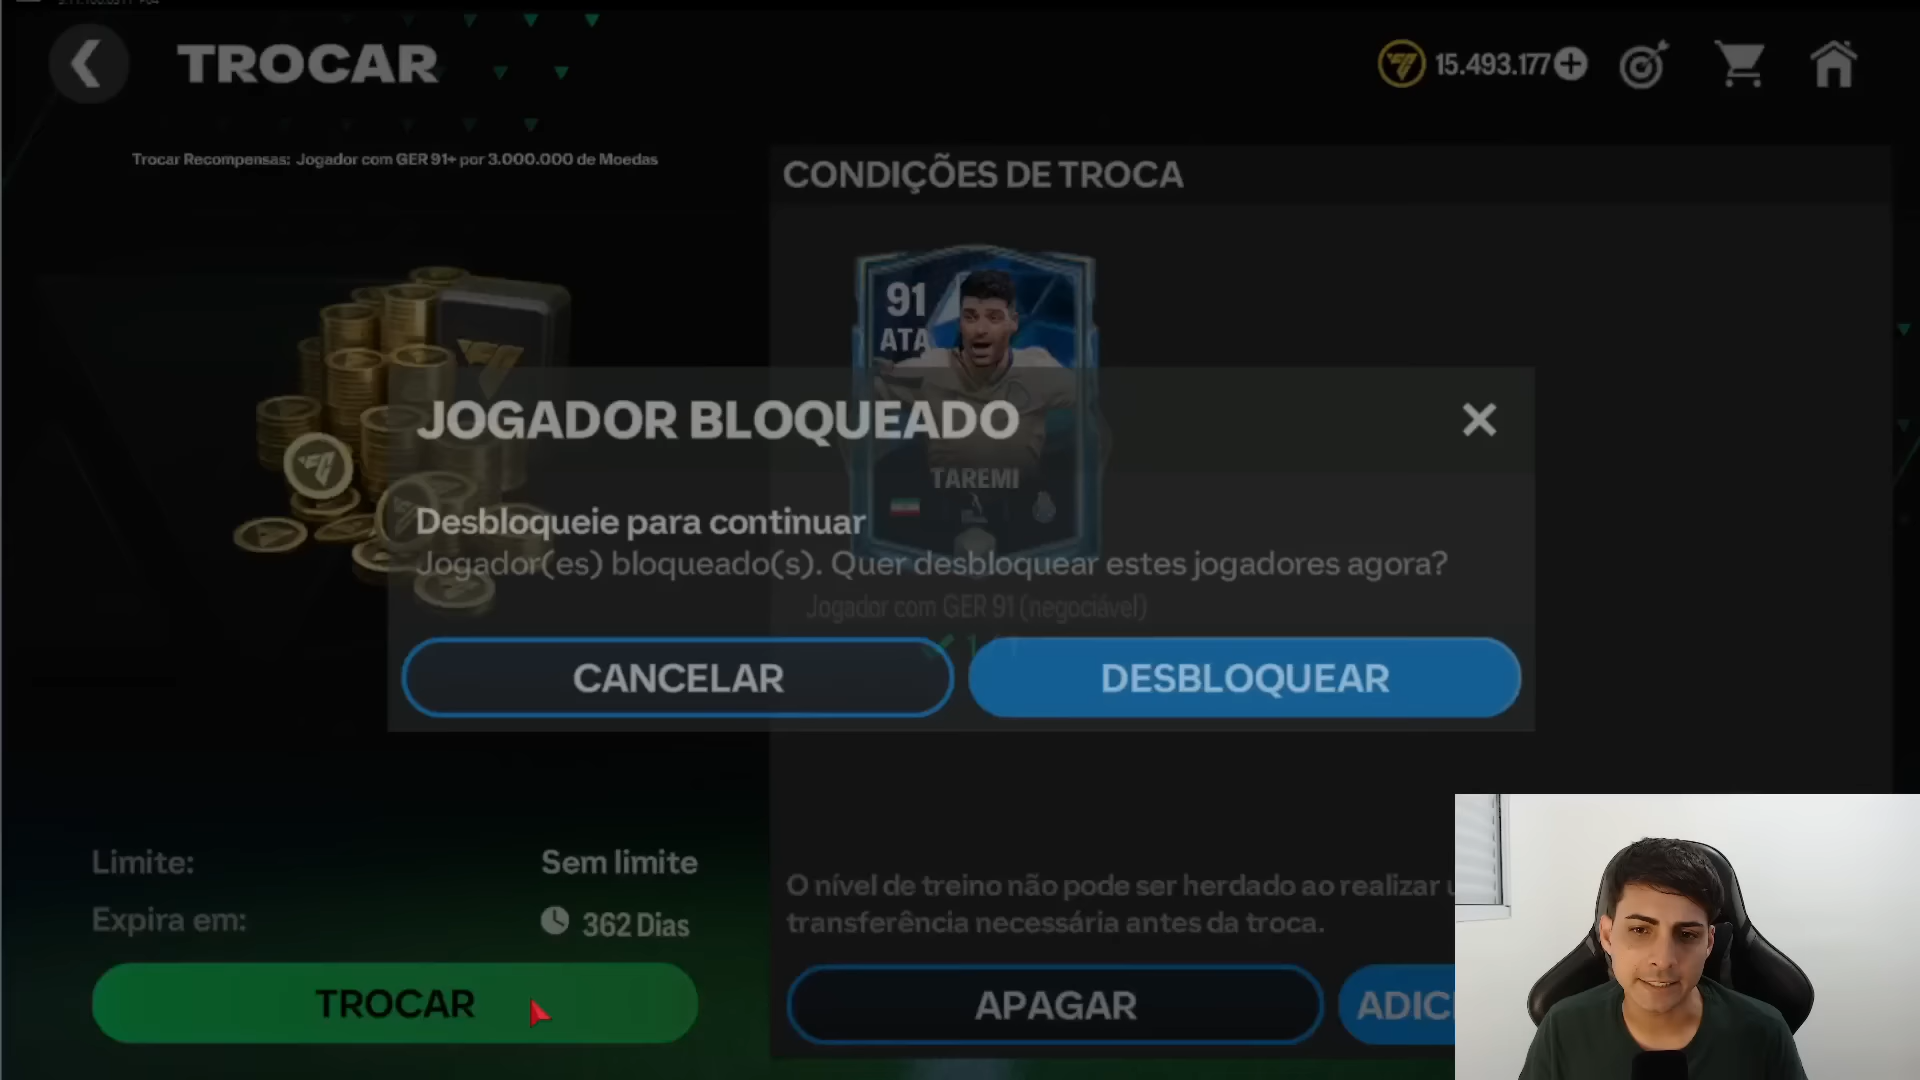 TROCAR
15.493.177
Trocar Recompensas: Jogador com GER 91+ por 3.000.000 de Moedas
CONDIÇÕES DE TROCA
91
ATA
TAREMI
JOGADOR BLOQUEADO
Desbloqueie para continuar
Jogador(es) bloqueado(s). Quer desbloquear estes jogadores agora?
Jogador com GER 91 (negociável)
CANCELAR
DESBLOQUEAR
Limite:
Sem limite
Expira em:
362 Dias
O nível de treino não pode ser herdado ao realizar
transferência necessária antes da troca.
TROCAR
APAGAR
ADIC